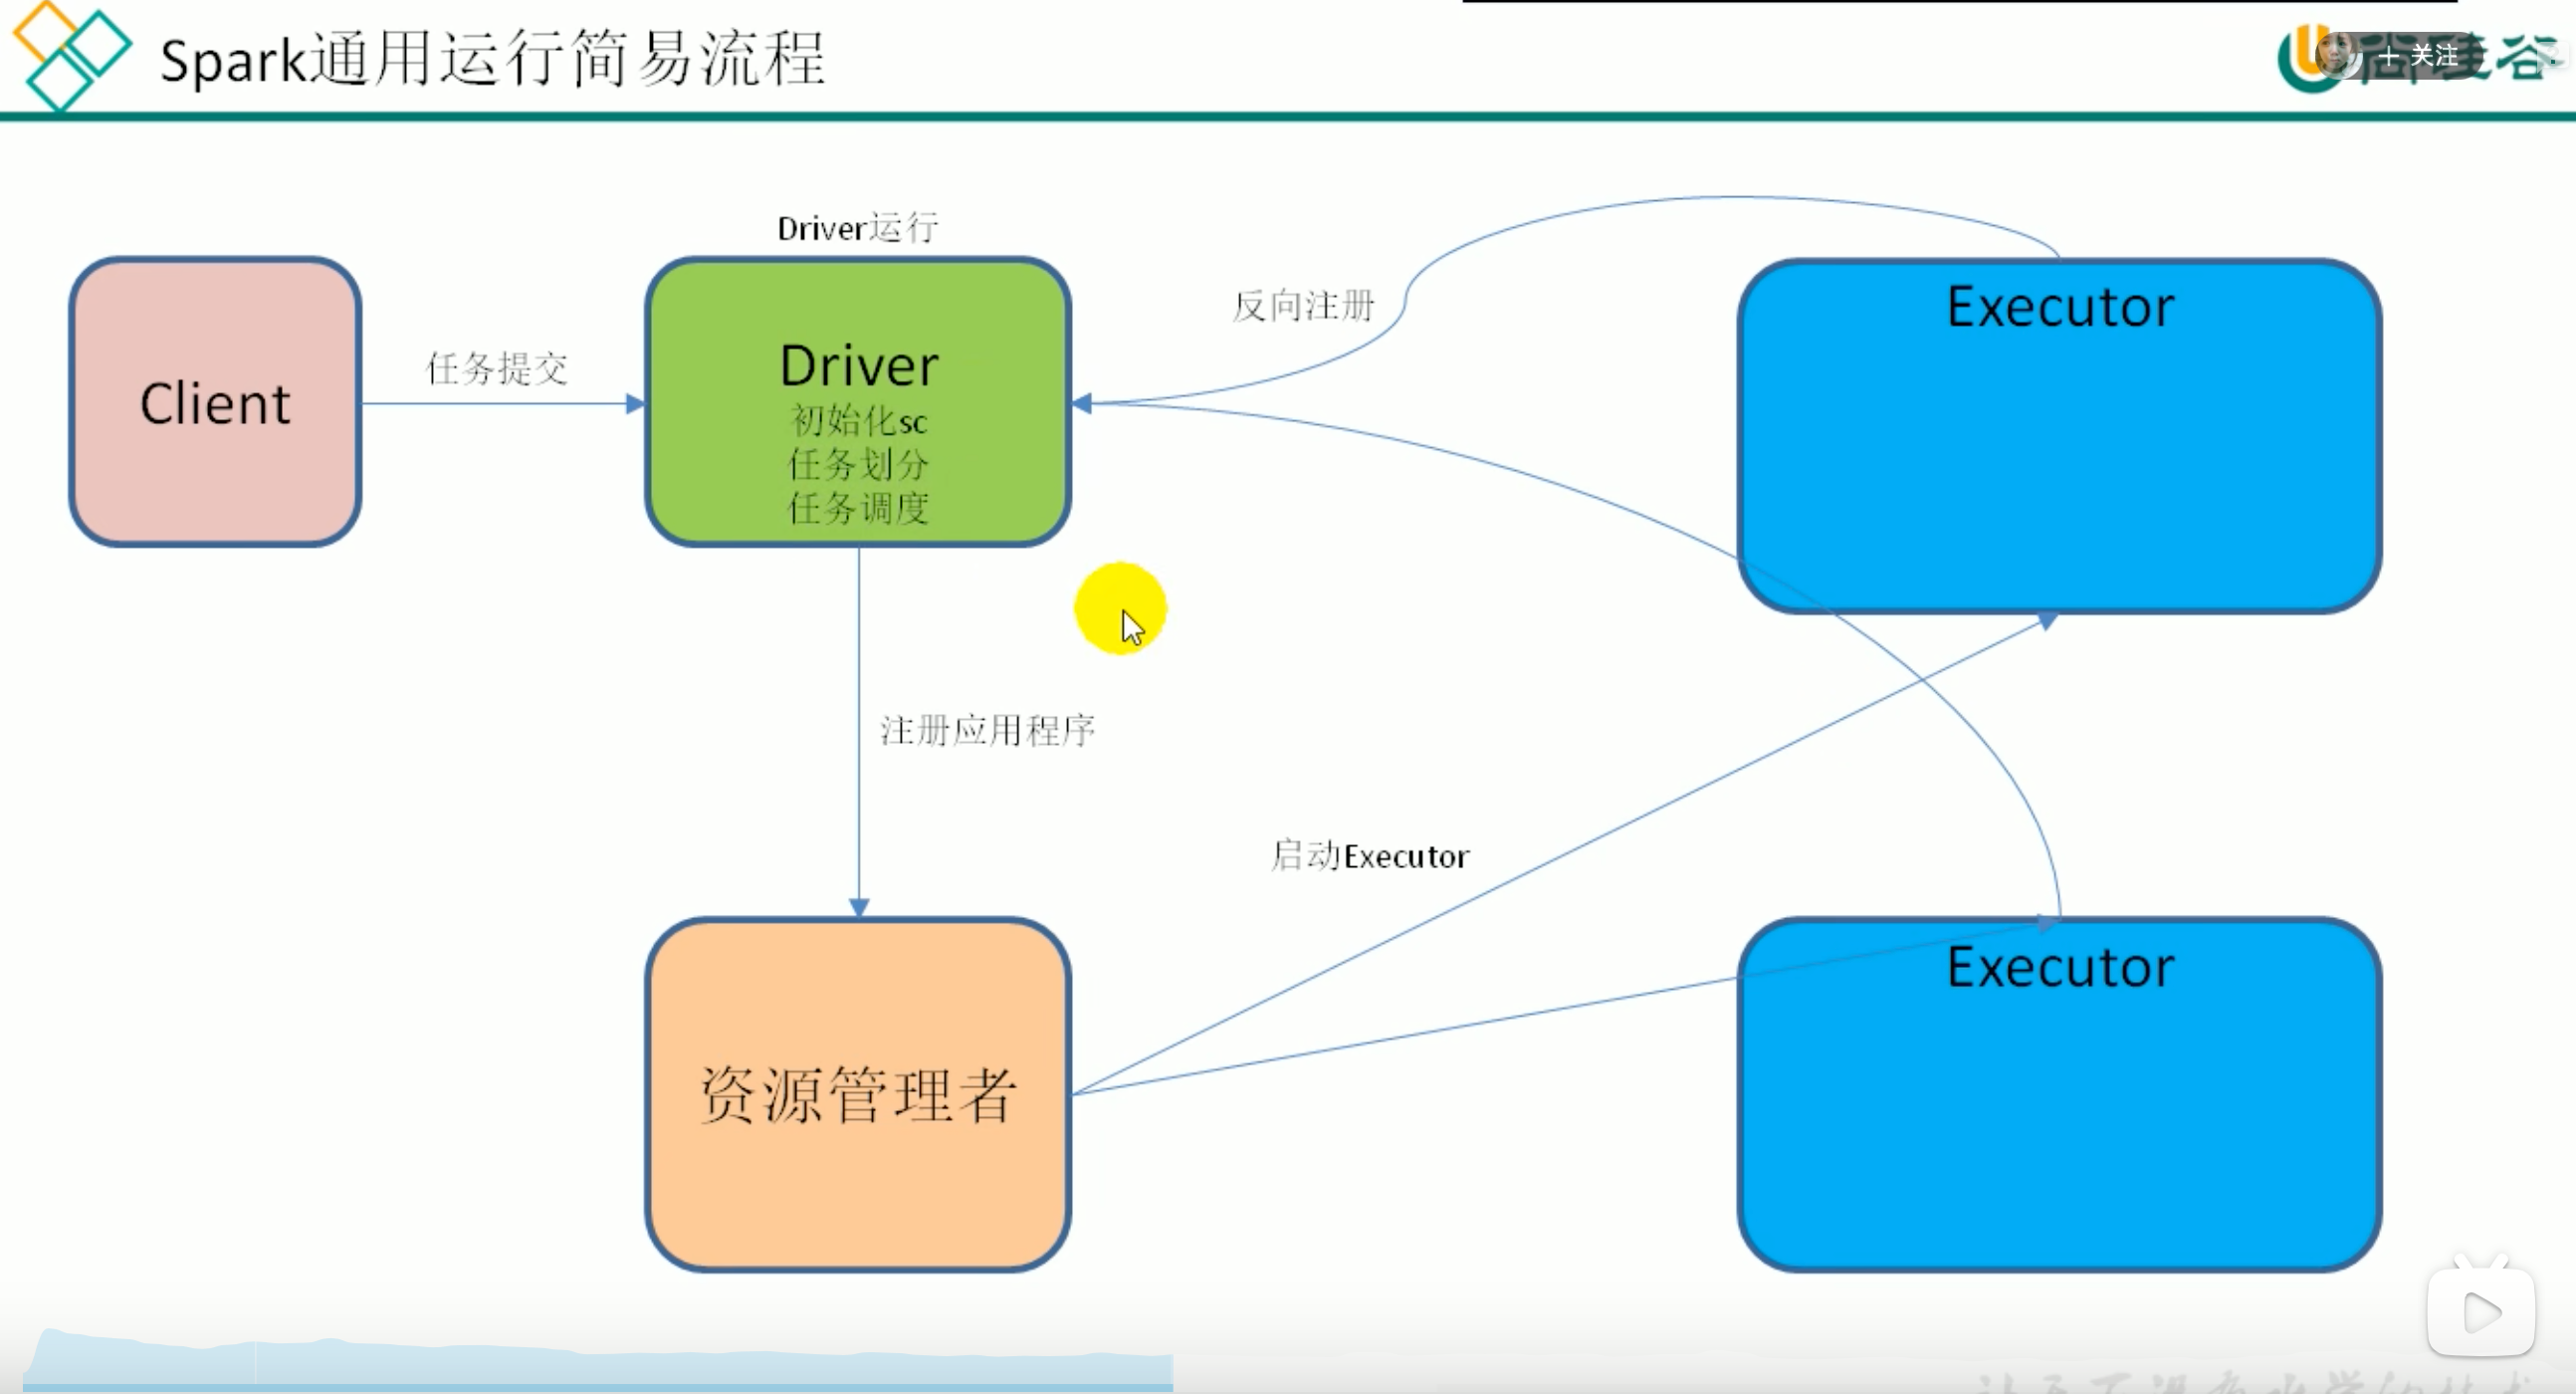 Spark通用运行简易流程
尚硅谷
+ 关注
Driver运行
Client
任务提交
Driver
初始化sc
任务划分
任务调度
反向注册
Executor
注册应用程序
启动Executor
资源管理者
Executor